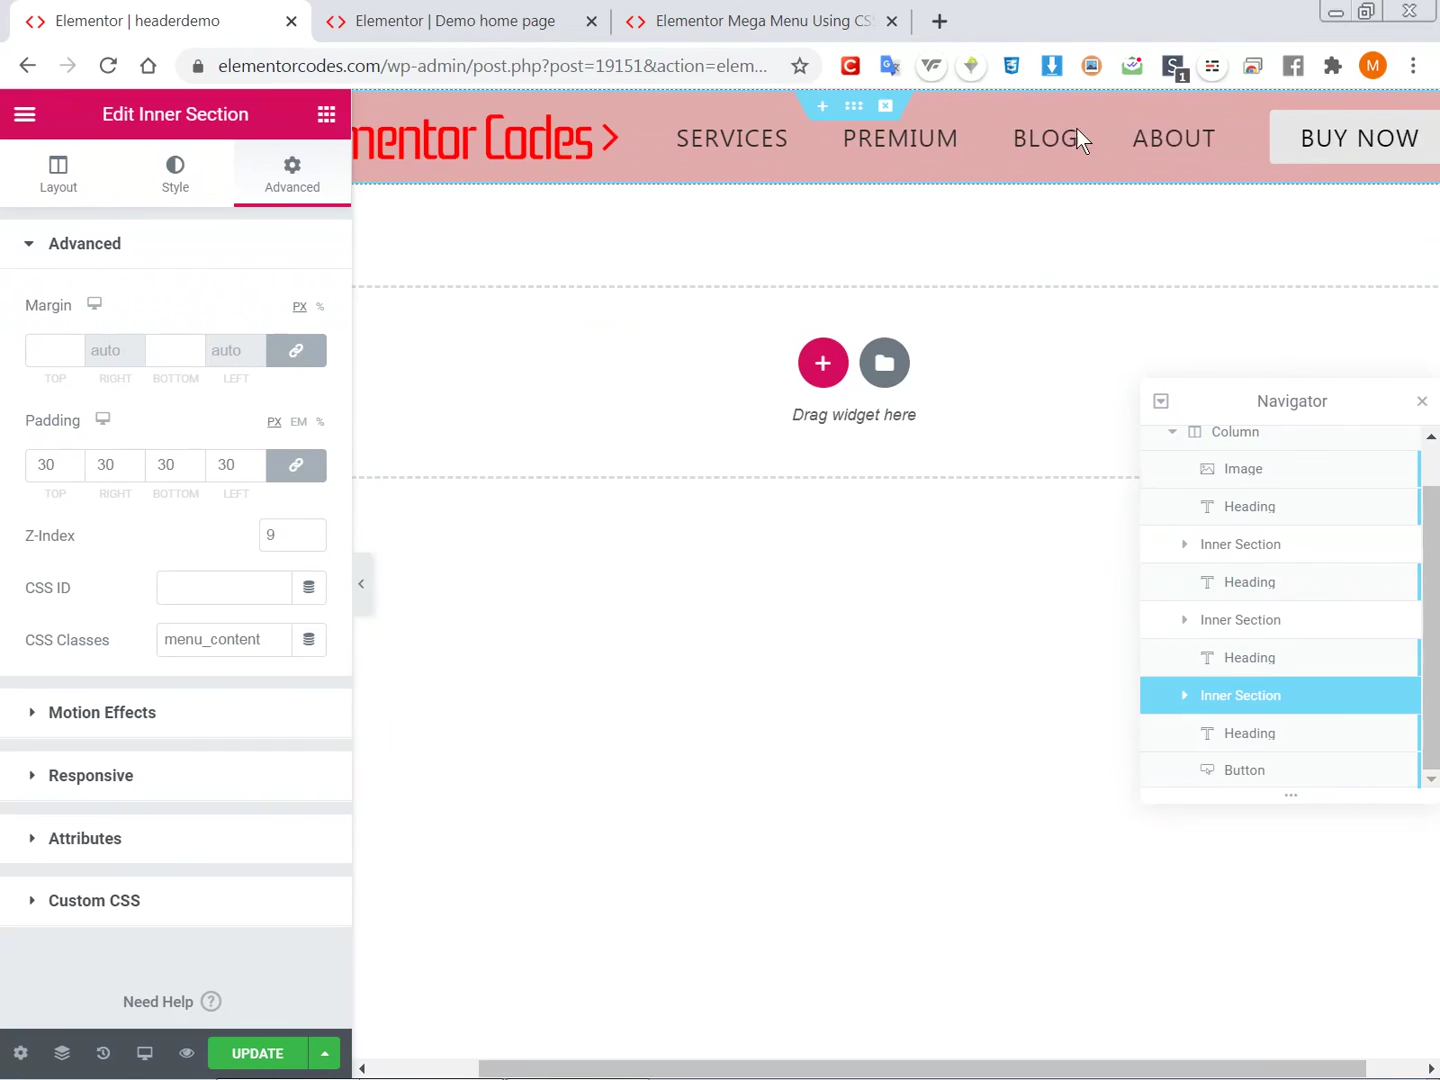 Elementor | headerdemo
Elementor | Demo home page
Elementor Mega Menu Using CS
elementorcodes.com/wp-admin/post.php?post=19151&action=elem...
1
M
Edit Inner Section
mentor Codes >
SERVICES
PREMIUM
BLOG
ABOUT
BUY NOW
Layout
Style
Advanced
Advanced
Margin
PX %
auto
auto
TOP RIGHT BOTTOM LEFT
Padding
PX EM %
30 30 30 30
TOP RIGHT BOTTOM LEFT
Z-Index
9
CSS ID
CSS Classes
menu_content
Motion Effects
Responsive
Attributes
Custom CSS
Need Help ?
UPDATE
Drag widget here
Navigator
Column
Image
Heading
Inner Section
Heading
Inner Section
Heading
Inner Section
Heading
Button